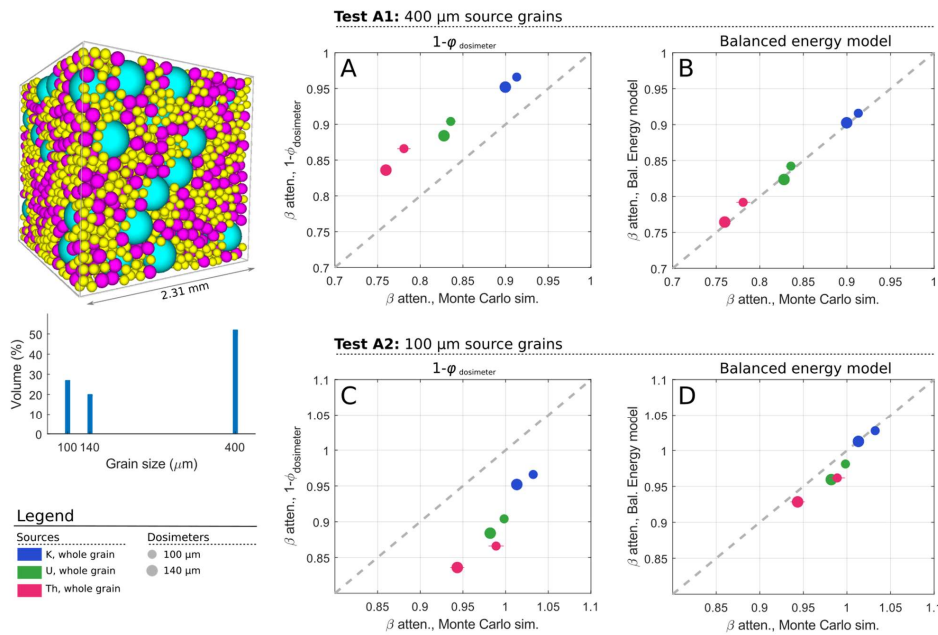 Test A1: 400 µm source grains
1-φ dosimeter
Balanced energy model
A
B
1
0.95
0.9
0.85
0.8
0.75
0.7
β atten., 1-ϕdosimeter
0.7 0.75 0.8 0.85 0.9 0.95 1
β atten., Monte Carlo sim.
1
0.95
0.9
0.85
0.8
0.75
0.7
β atten., Bal. Energy model
0.7 0.75 0.8 0.85 0.9 0.95 1
β atten., Monte Carlo sim.
2.31 mm
Volume (%)
50
40
30
20
10
0
100 140 400
Grain size (μm)
Test A2: 100 µm source grains
1-φ dosimeter
Balanced energy model
C
D
1.1
1.05
1
0.95
0.9
0.85
β atten., 1-ϕdosimeter
0.85 0.9 0.95 1 1.05 1.1
β atten., Monte Carlo sim.
1.1
1.05
1
0.95
0.9
0.85
β atten., Bal. Energy model
0.85 0.9 0.95 1 1.05 1.1
β atten., Monte Carlo sim.
Legend
Sources
K, whole grain
U, whole grain
Th, whole grain
Dosimeters
100 µm
140 µm